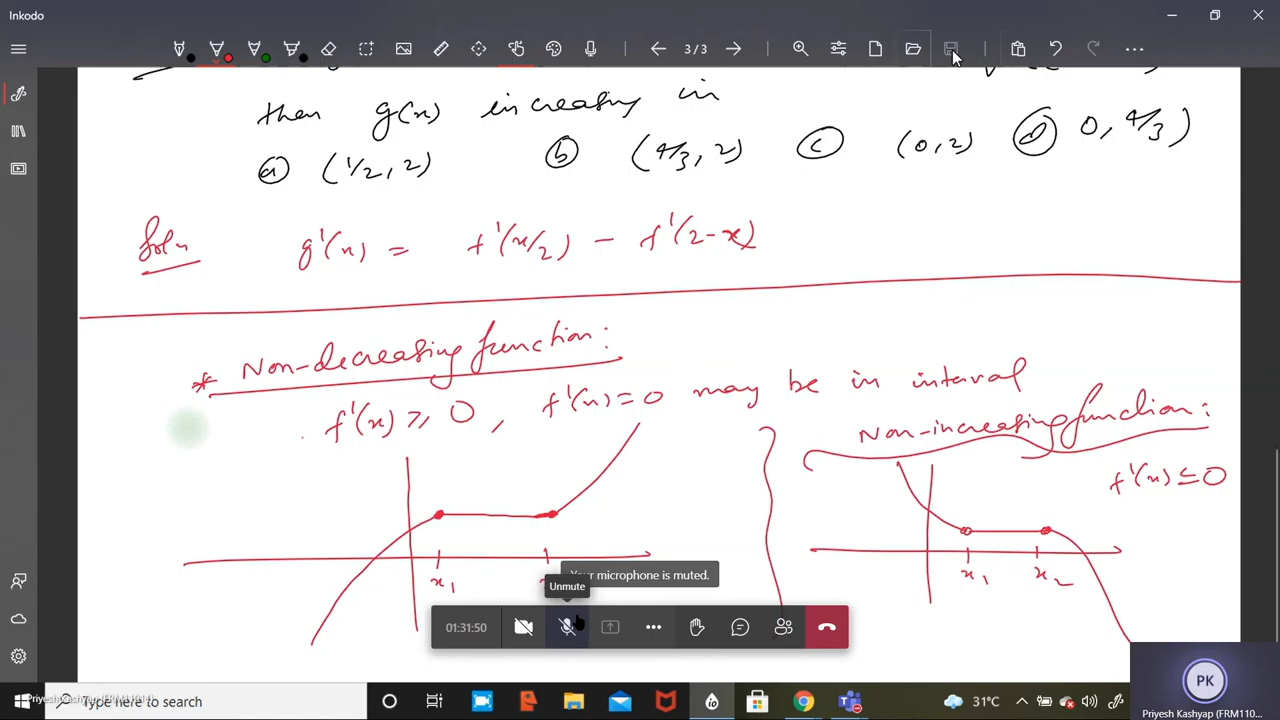 Inkodo
3/3
then g(x) increasing in
a (1/2, 2) b (4/3, 2) c (0, 2) d 0, 4/3)
Soln g'(x) = f'(x/2) - f'(2-x)
* Non-decreasing function:
f'(x) ≥ 0, f'(x) = 0 may be in interval
Non-increasing function:
f'(x) ≤ 0
x1
x1 x2
Your microphone is muted.
Unmute
01:31:50
PK
Priyesh Kashyap (FRM110...
Type here to search
31°C